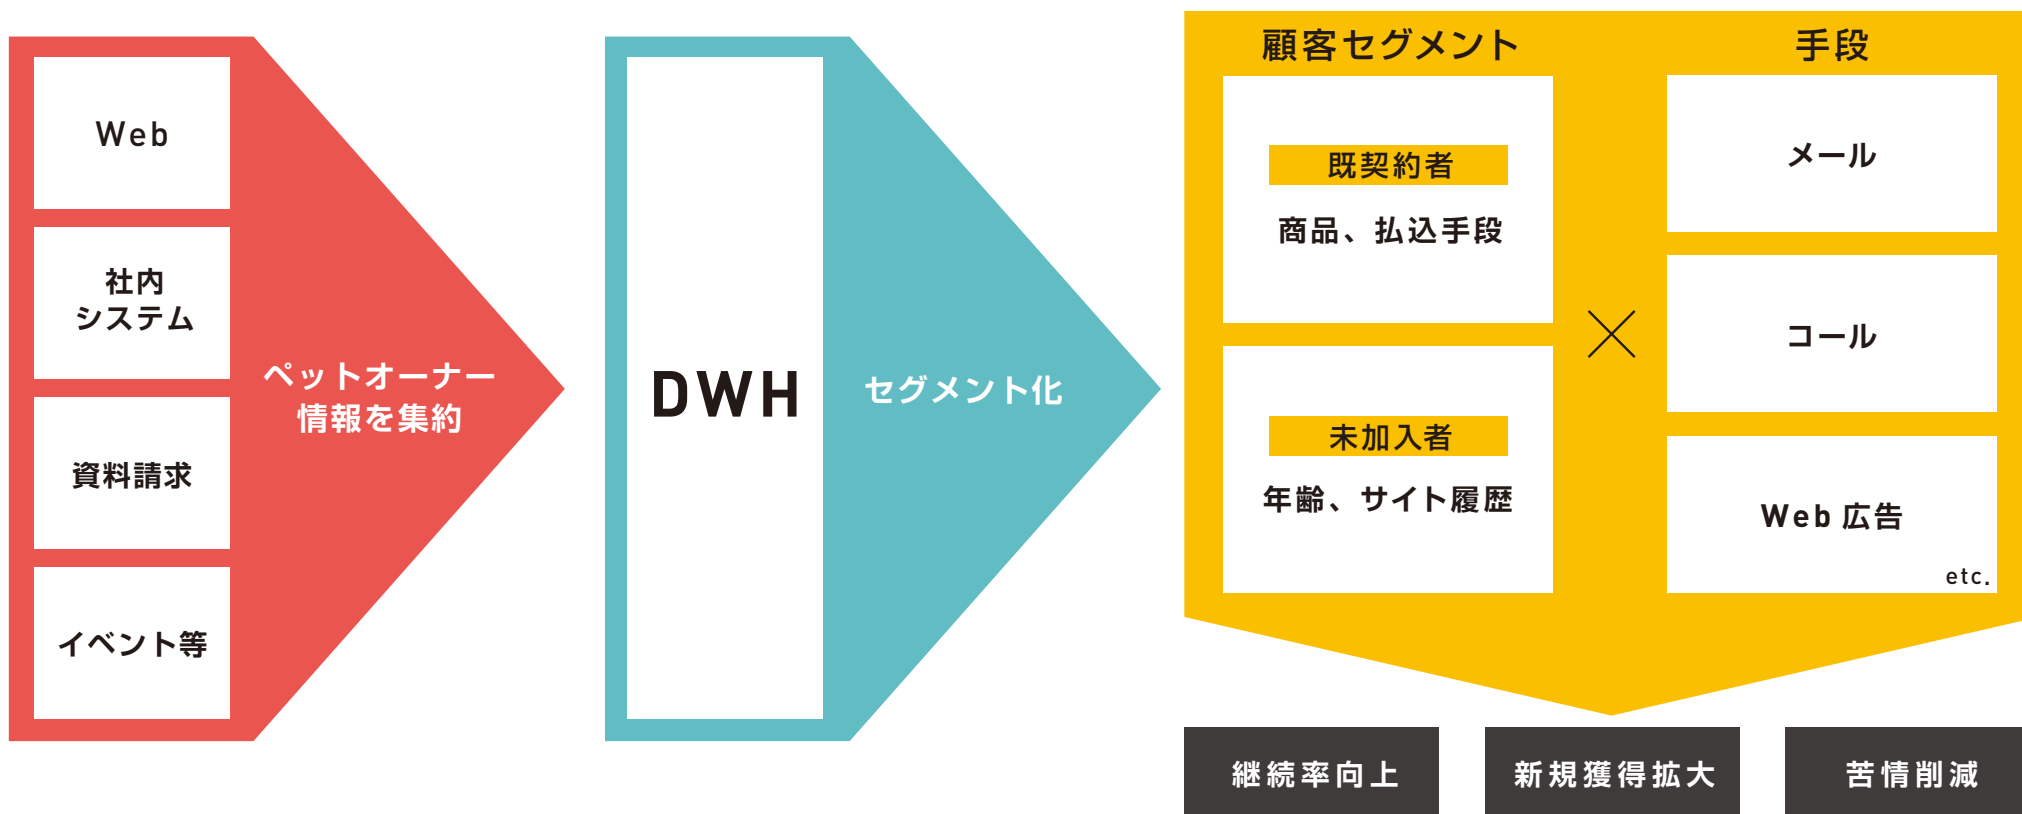 Web
社内
システム
資料請求
イベント等
ペットオーナー
情報を集約
DWH
セグメント化
顧客セグメント
既契約者
商品、払込手段
未加入者
年齢、サイト履歴
×
手段
メール
コール
Web 広告
etc.
継続率向上
新規獲得拡大
苦情削減